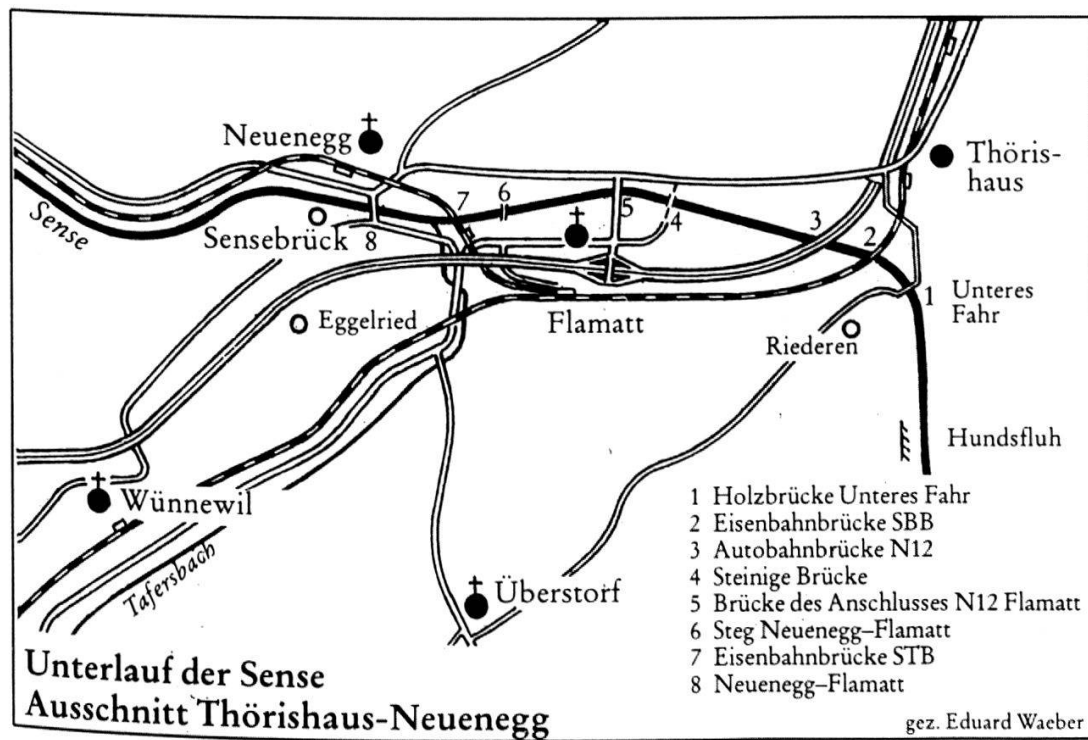 Neuenegg
Thöris-
haus
Sense
7
6
5
4
3
2
Sensebrück
8
1
Unteres
Fahr
Eggelried
Flamatt
Riederen
Hundsfluh
Wünnewil
Tafersbach
Überstorf
1 Holzbrücke Unteres Fahr
2 Eisenbahnbrücke SBB
3 Autobahnbrücke N12
4 Steinige Brücke
5 Brücke des Anschlusses N12 Flamatt
6 Steg Neuenegg–Flamatt
7 Eisenbahnbrücke STB
8 Neuenegg–Flamatt
Unterlauf der Sense
Ausschnitt Thörishaus-Neuenegg
gez. Eduard Waeber